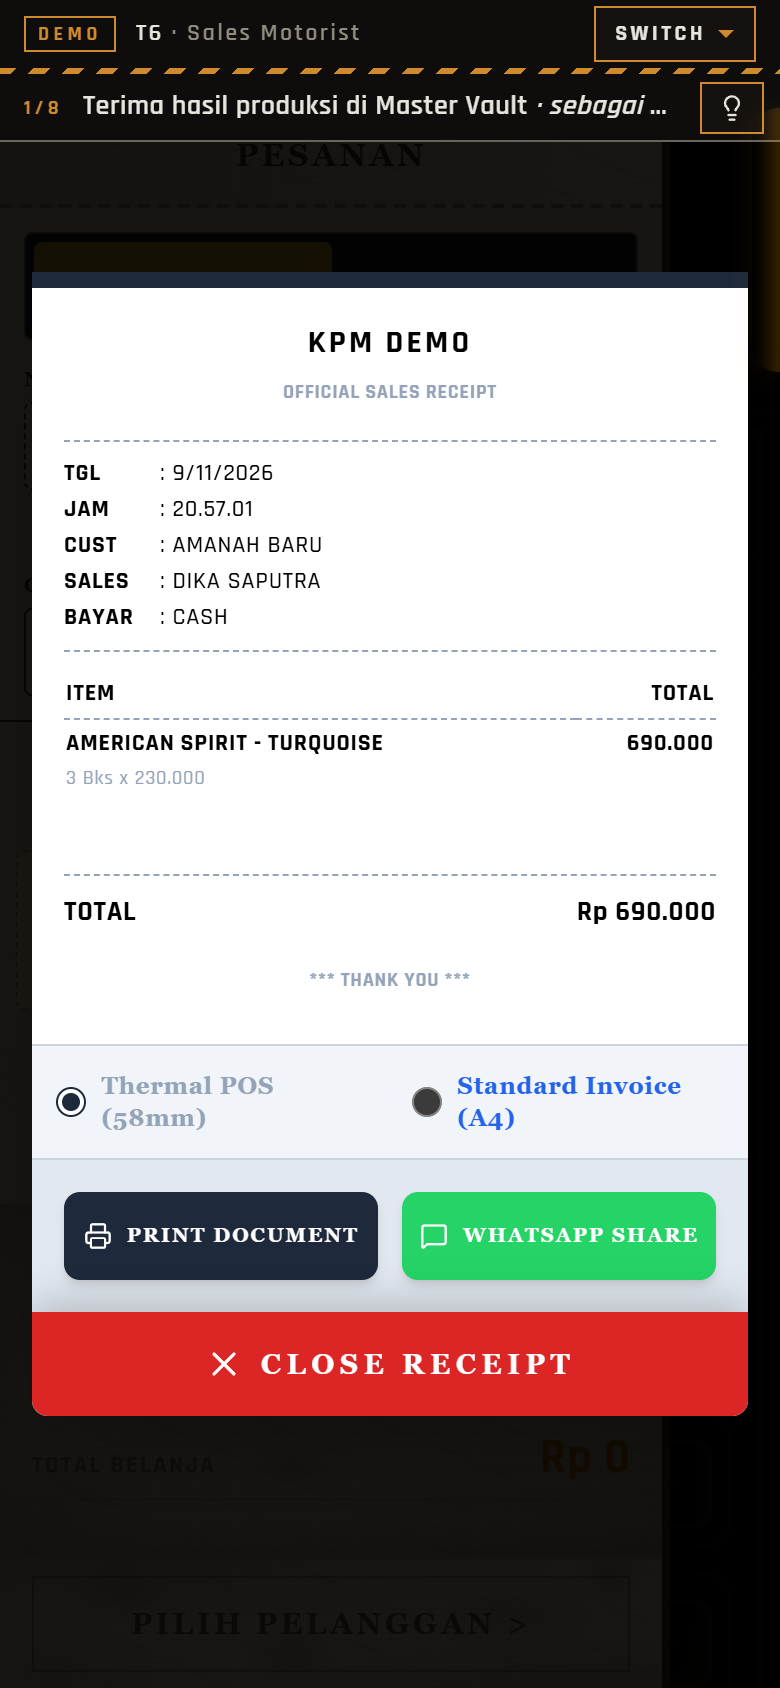 DEMO T6 · Sales Motorist SWITCH
1/8 Terima hasil produksi di Master Vault · sebagai ...
PESANAN
KPM DEMO
OFFICIAL SALES RECEIPT
TGL : 9/11/2026
JAM : 20.57.01
CUST : AMANAH BARU
SALES : DIKA SAPUTRA
BAYAR : CASH
ITEM TOTAL
AMERICAN SPIRIT - TURQUOISE 690.000
3 Bks x 230.000
TOTAL Rp 690.000
*** THANK YOU ***
Thermal POS (58mm)
Standard Invoice (A4)
PRINT DOCUMENT WHATSAPP SHARE
CLOSE RECEIPT
TOTAL BELANJA Rp 0
PILIH PELANGGAN >